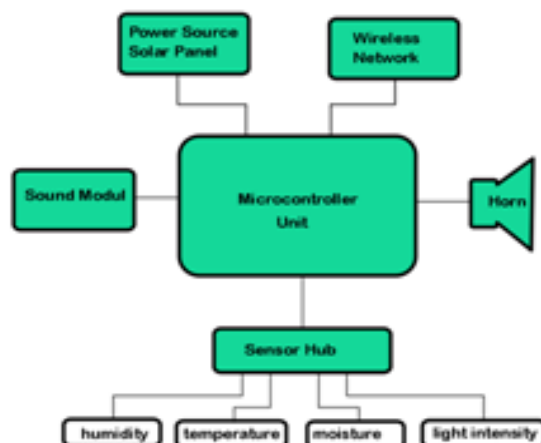 Power Source
Solar Panel
Wireless
Network
Sound Modul
Microcontroller
Unit
Horn
Sensor Hub
humidity
temperature
moisture
light intensity